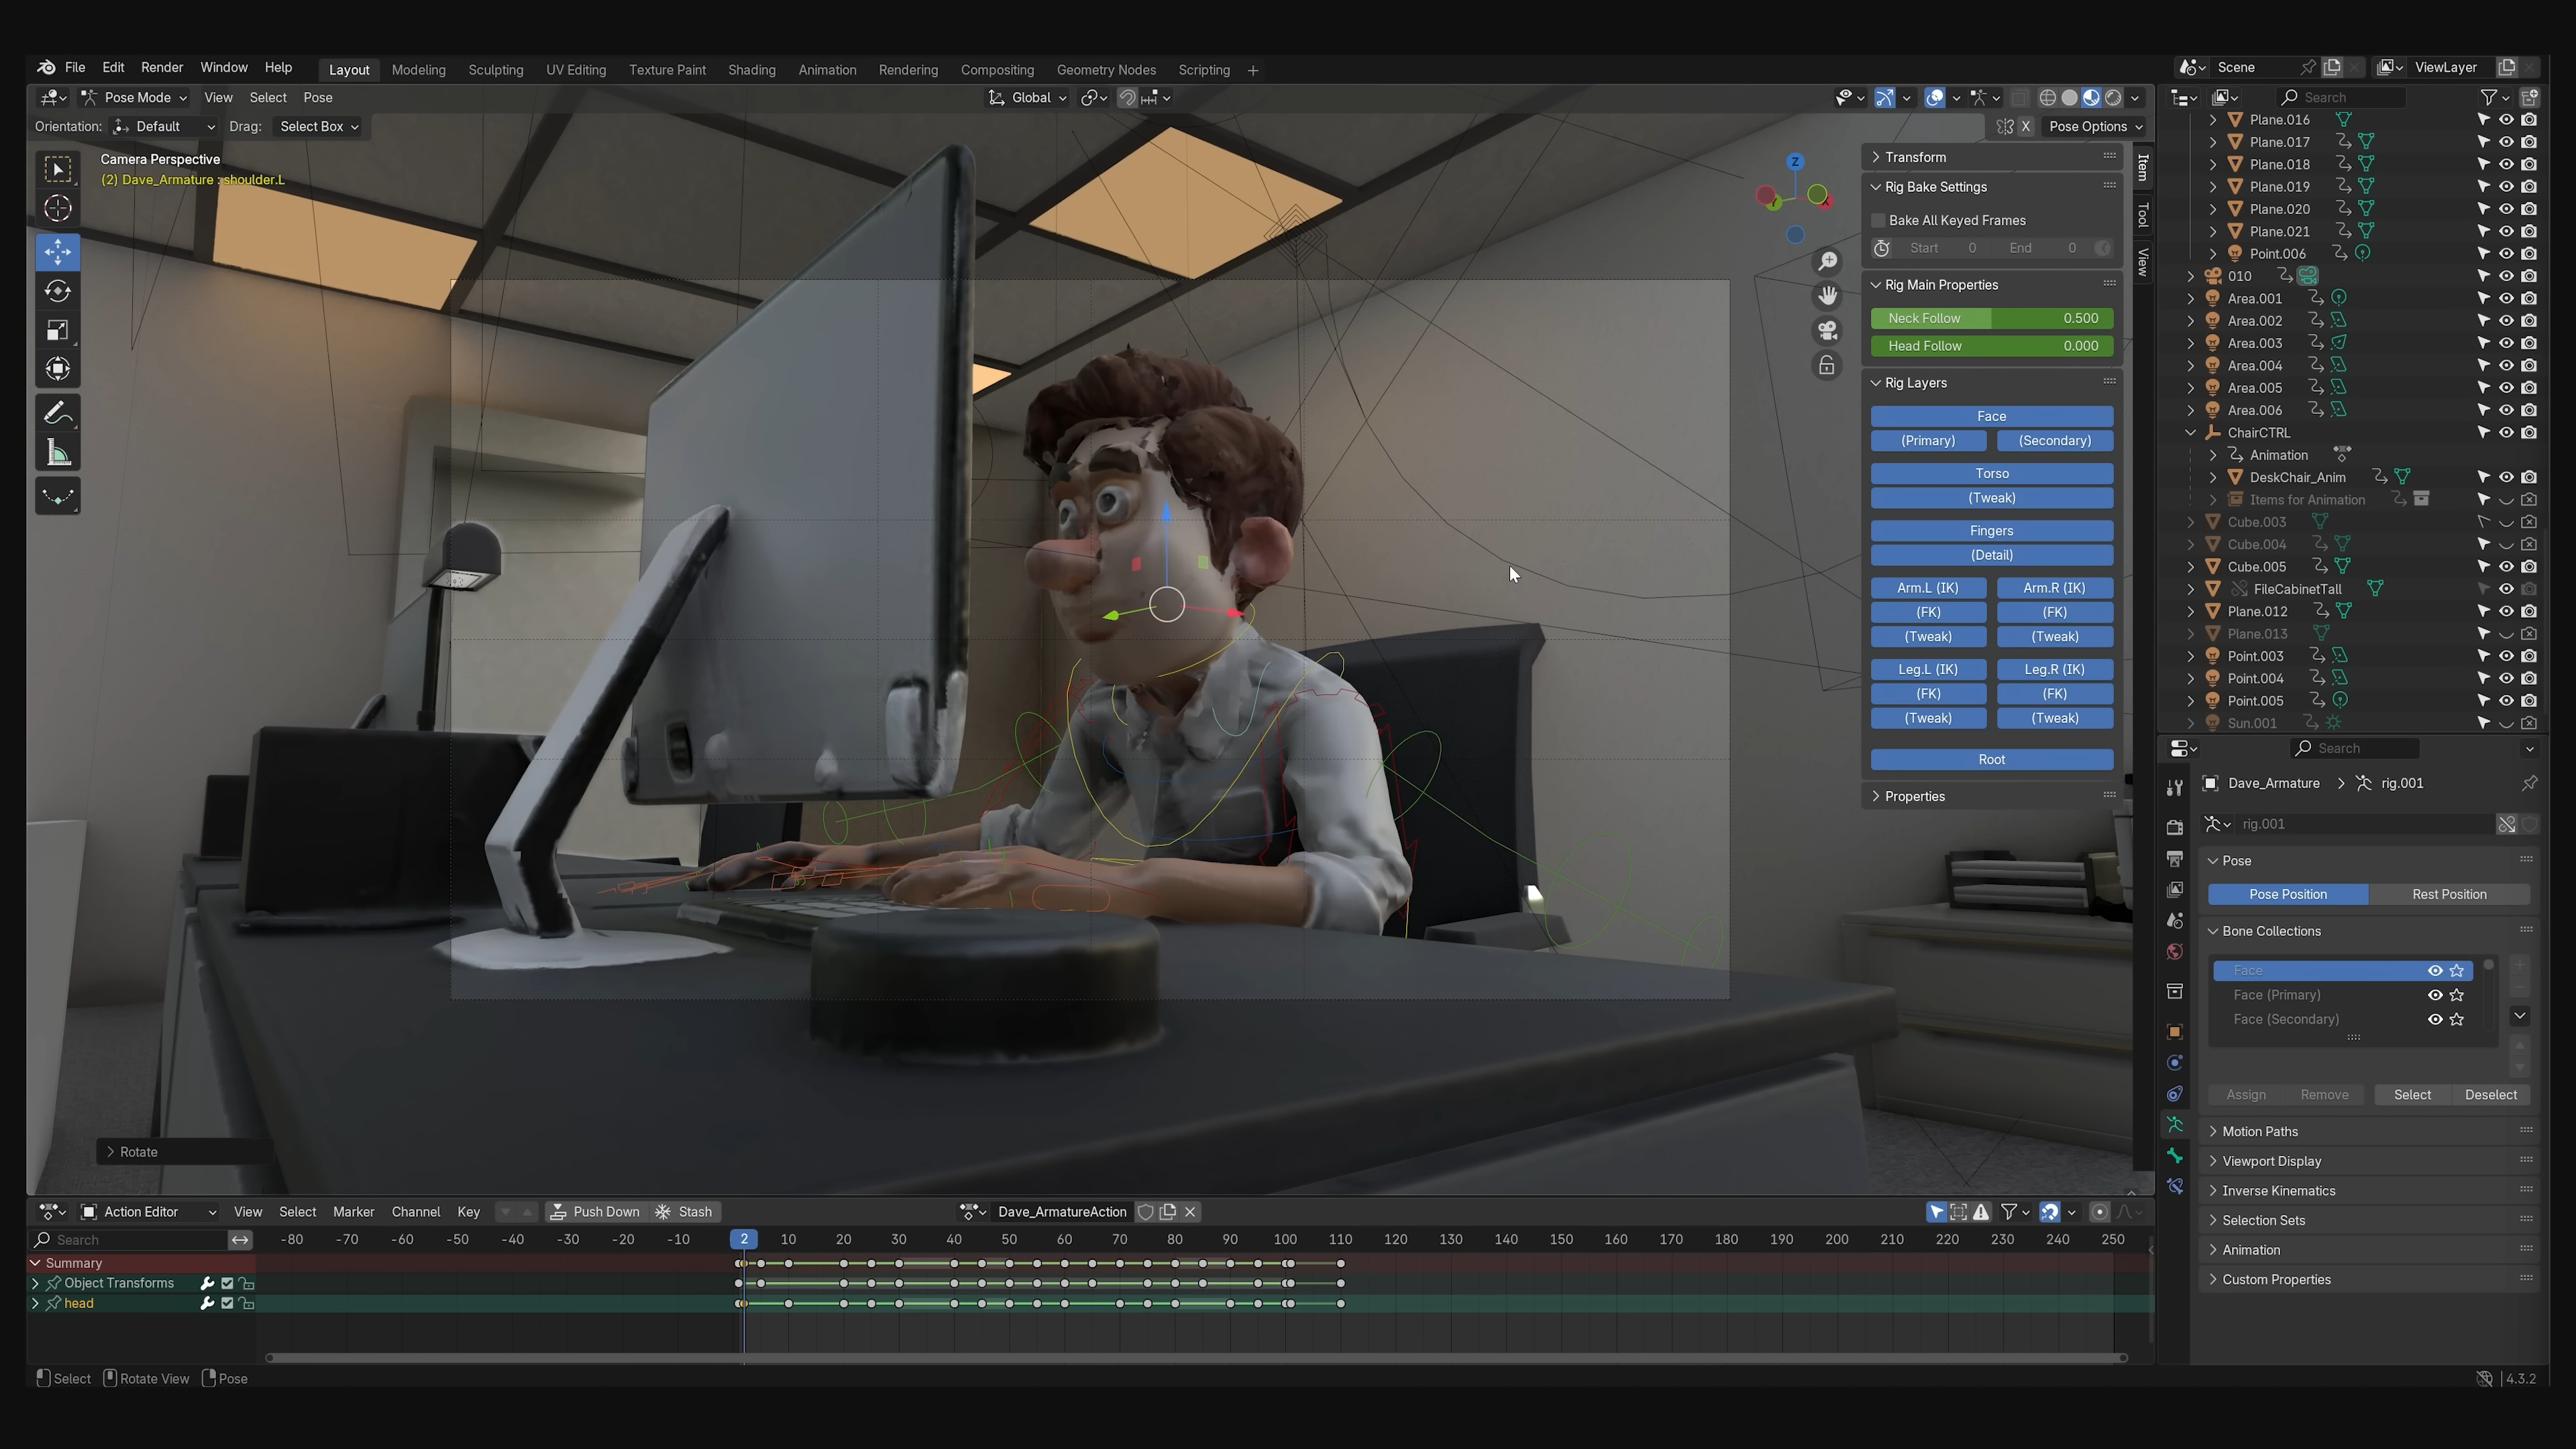 File Edit Render Window Help Layout Modeling Sculpting UV Editing Texture Paint Shading Animation Rendering Compositing Geometry Nodes Scripting + Scene ViewLayer
Pose Mode View Select Pose Global Search
Orientation: Default Drag: Select Box X Pose Options
Camera Perspective
(2) Dave_Armature : shoulder.L
Z
Y
X
Transform
Rig Bake Settings
Bake All Keyed Frames
Start 0 End 0
Rig Main Properties
Neck Follow 0.500
Head Follow 0.000
Rig Layers
Face
(Primary) (Secondary)
Torso
(Tweak)
Fingers
(Detail)
Arm.L (IK) Arm.R (IK)
(FK) (FK)
(Tweak) (Tweak)
Leg.L (IK) Leg.R (IK)
(FK) (FK)
(Tweak) (Tweak)
Root
Properties
Item
Tool
View
Plane.016
Plane.017
Plane.018
Plane.019
Plane.020
Plane.021
Point.006
010
Area.001
Area.002
Area.003
Area.004
Area.005
Area.006
ChairCTRL
Animation
DeskChair_Anim
Items for Animation
Cube.003
Cube.004
Cube.005
FileCabinetTall
Plane.012
Plane.013
Point.003
Point.004
Point.005
Sun.001
Search
Dave_Armature > rig.001
rig.001
Pose
Pose Position Rest Position
Bone Collections
Face
Face (Primary)
Face (Secondary)
Assign Remove Select Deselect
Motion Paths
Viewport Display
Inverse Kinematics
Selection Sets
Animation
Custom Properties
Rotate
Action Editor View Select Marker Channel Key Push Down Stash Dave_ArmatureAction
Search -80 -70 -60 -50 -40 -30 -20 -10 2 10 20 30 40 50 60 70 80 90 100 110 120 130 140 150 160 170 180 190 200 210 220 230 240 250
Summary
Object Transforms
head
Select Rotate View Pose 4.3.2